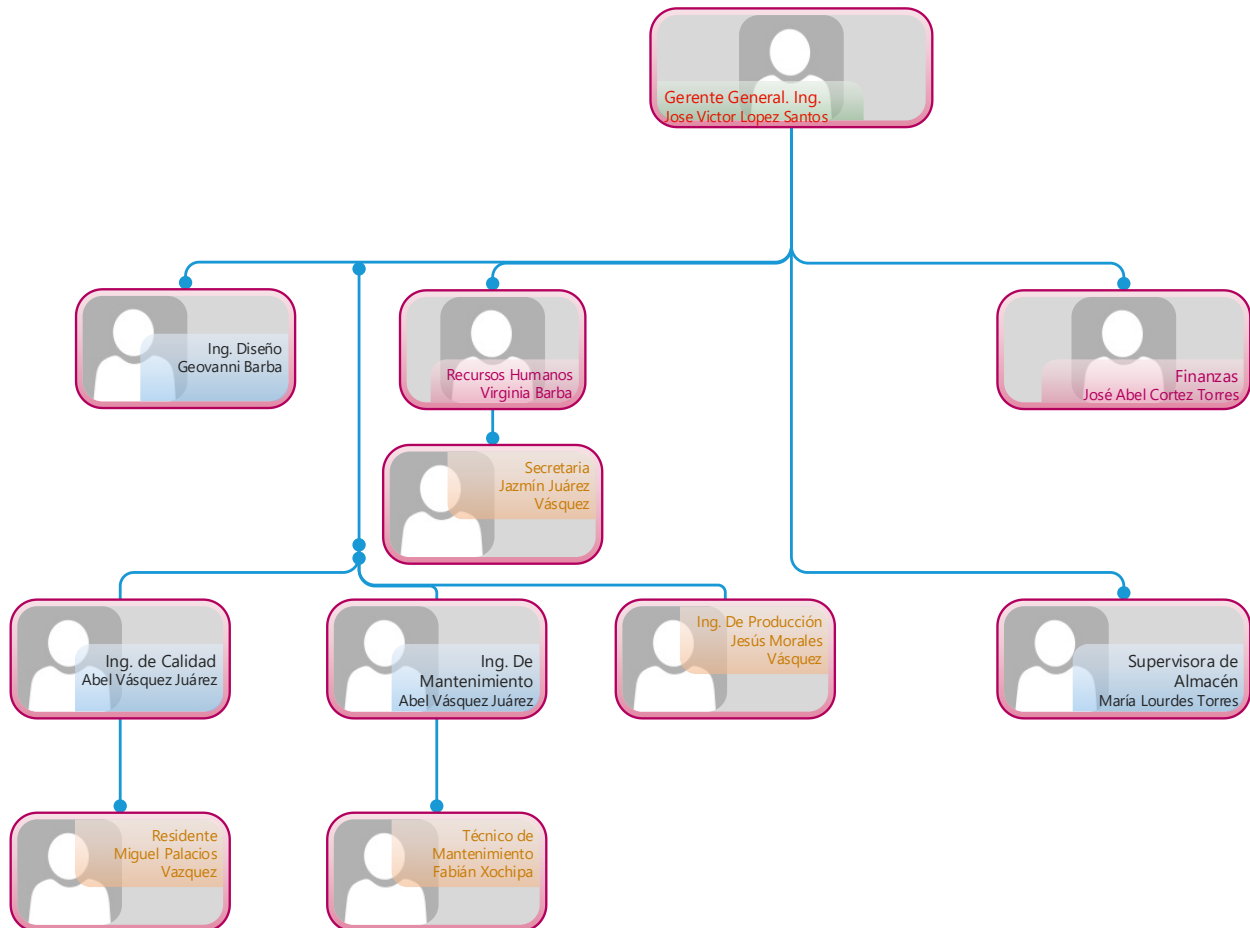 Gerente General. Ing.
Jose Victor Lopez Santos
Ing. Diseño
Geovanni Barba
Recursos Humanos
Virginia Barba
Finanzas
José Abel Cortez Torres
Secretaria
Jazmín Juárez
Vásquez
Ing. de Calidad
Abel Vásquez Juárez
Ing. De
Mantenimiento
Abel Vásquez Juárez
Ing. De Producción
Jesús Morales
Vásquez
Supervisora de
Almacén
María Lourdes Torres
Residente
Miguel Palacios
Vazquez
Técnico de
Mantenimiento
Fabián Xochipa